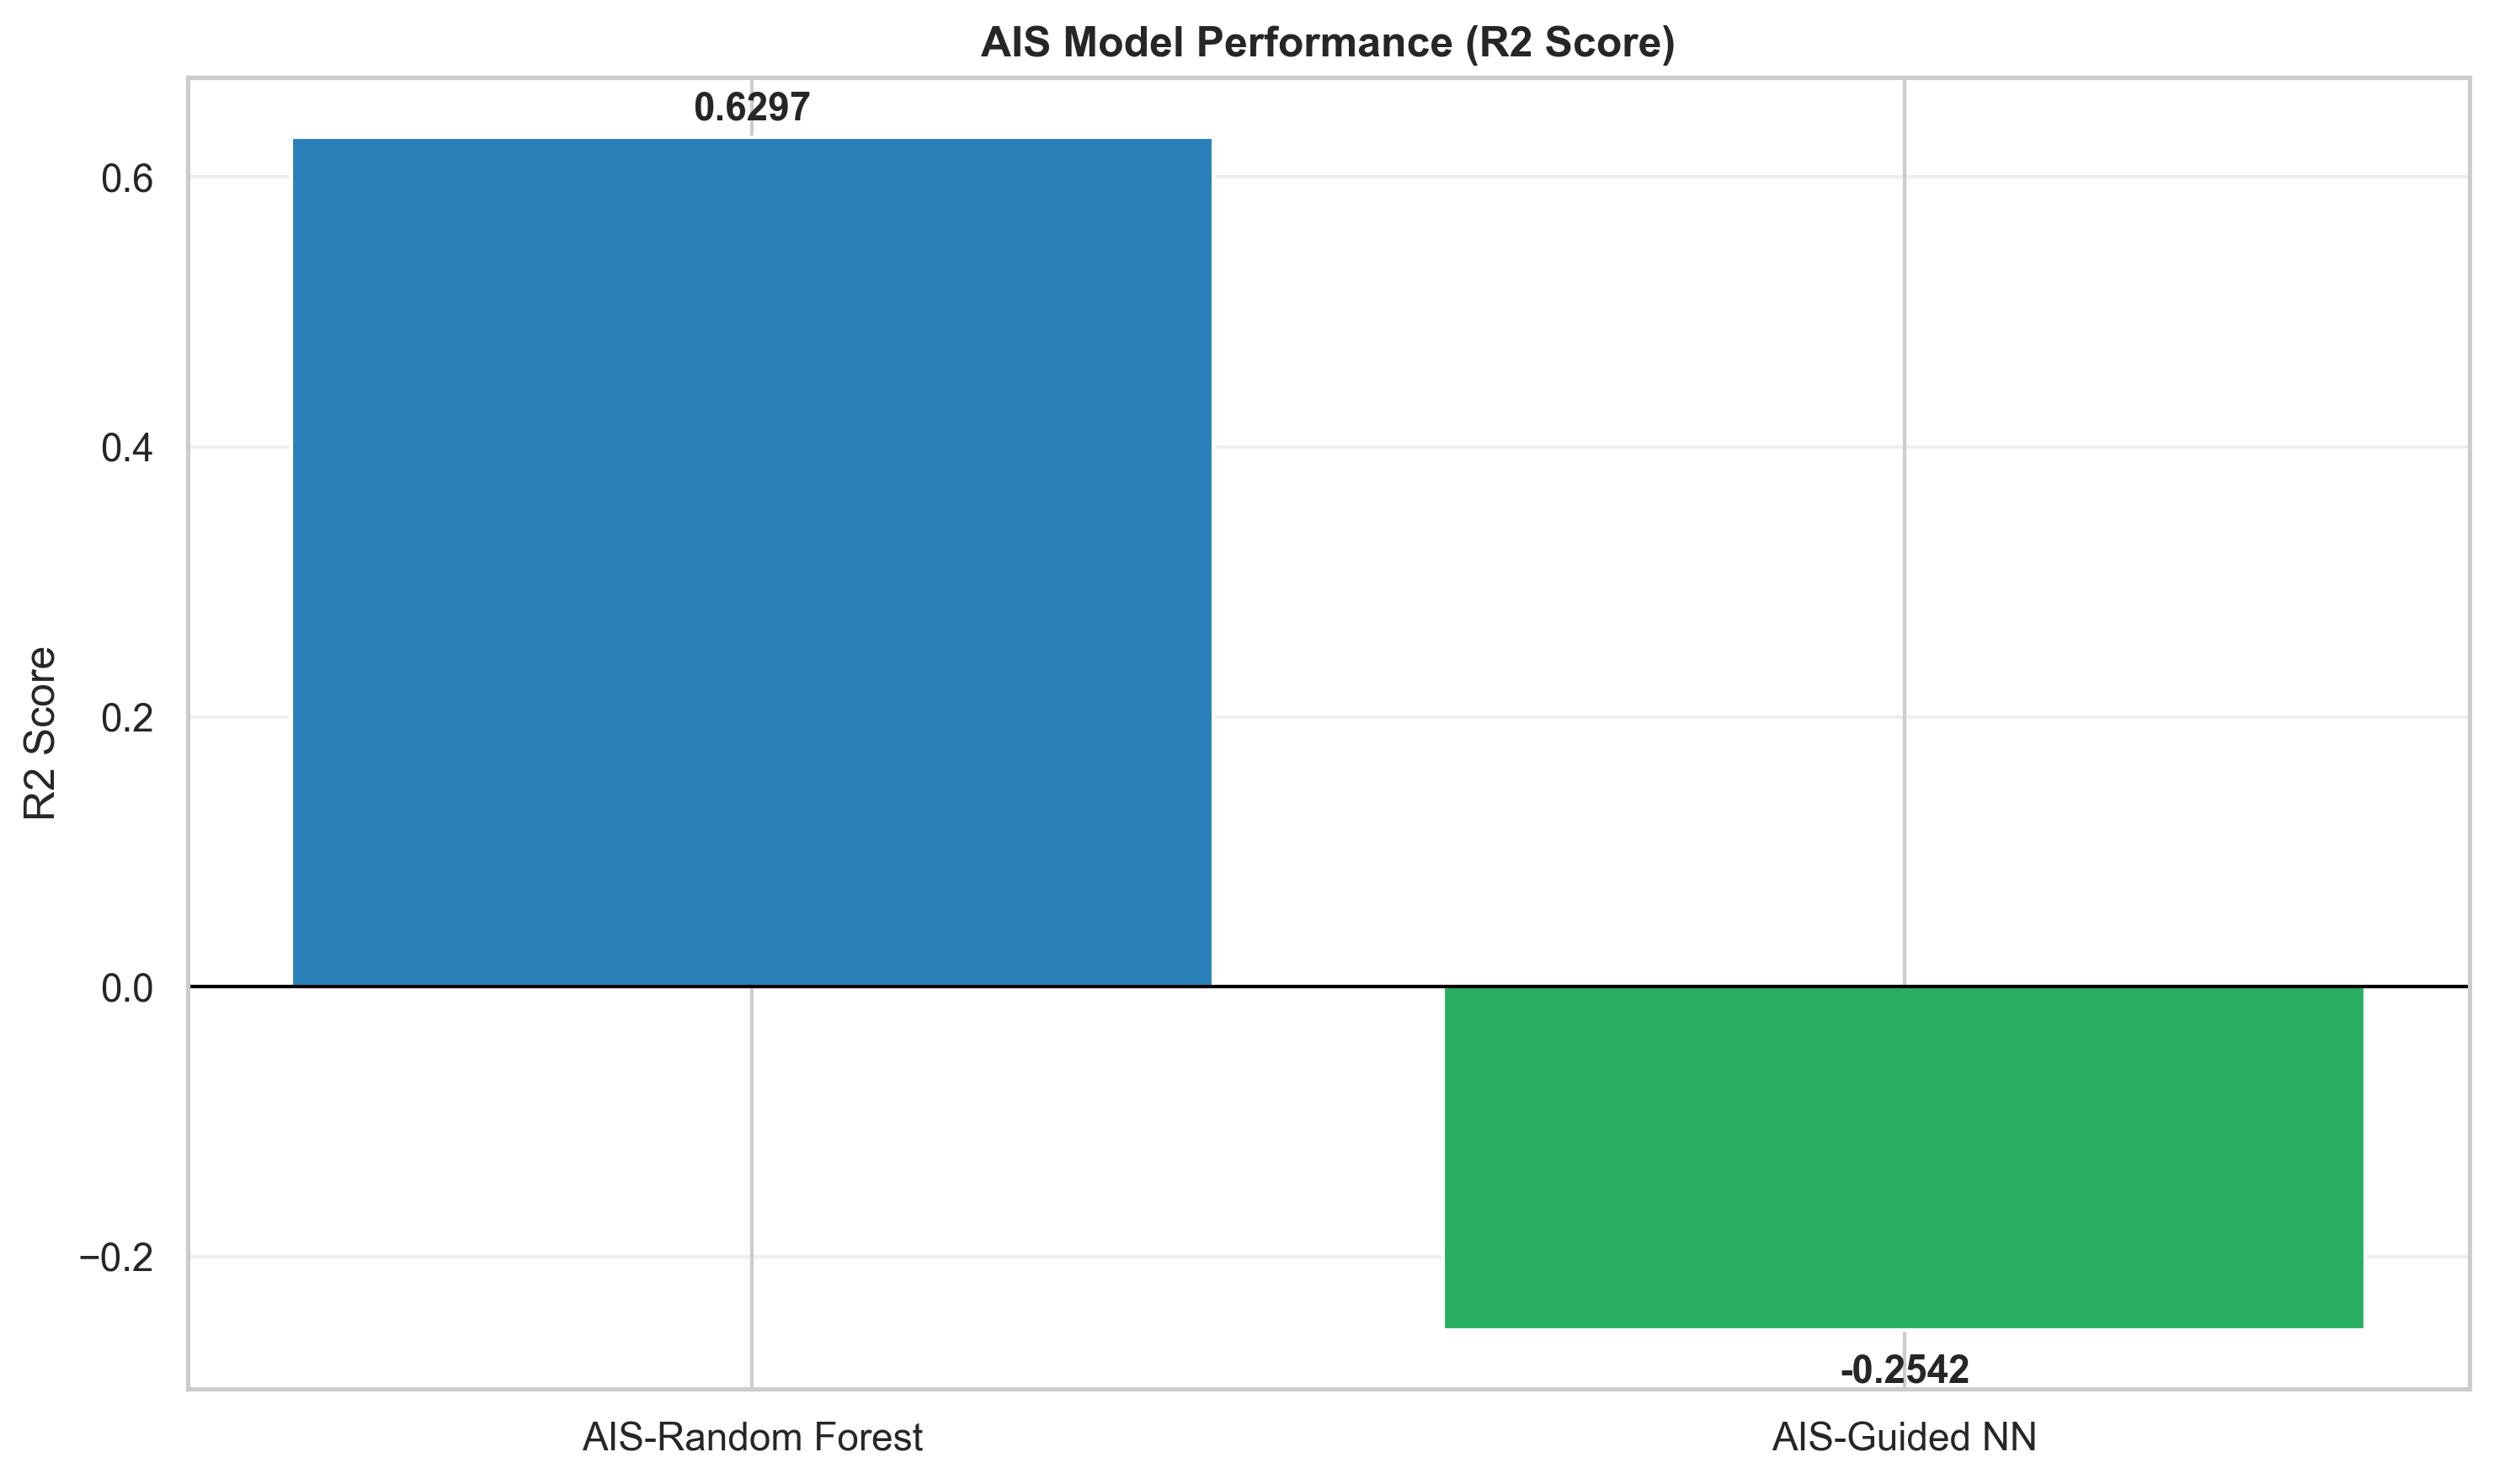 AIS Model Performance (R2 Score)
0.6297
0.6
0.4
0.2
0.0
−0.2
R2 Score
-0.2542
AIS-Random Forest
AIS-Guided NN